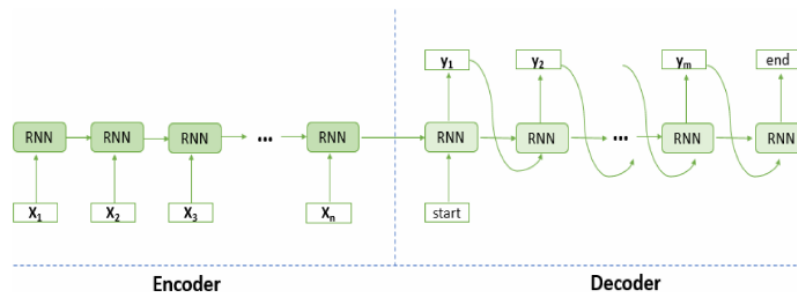 y1 y2 ym end
RNN RNN RNN ... RNN RNN RNN ... RNN RNN
X1 X2 X3 Xn start
Encoder Decoder